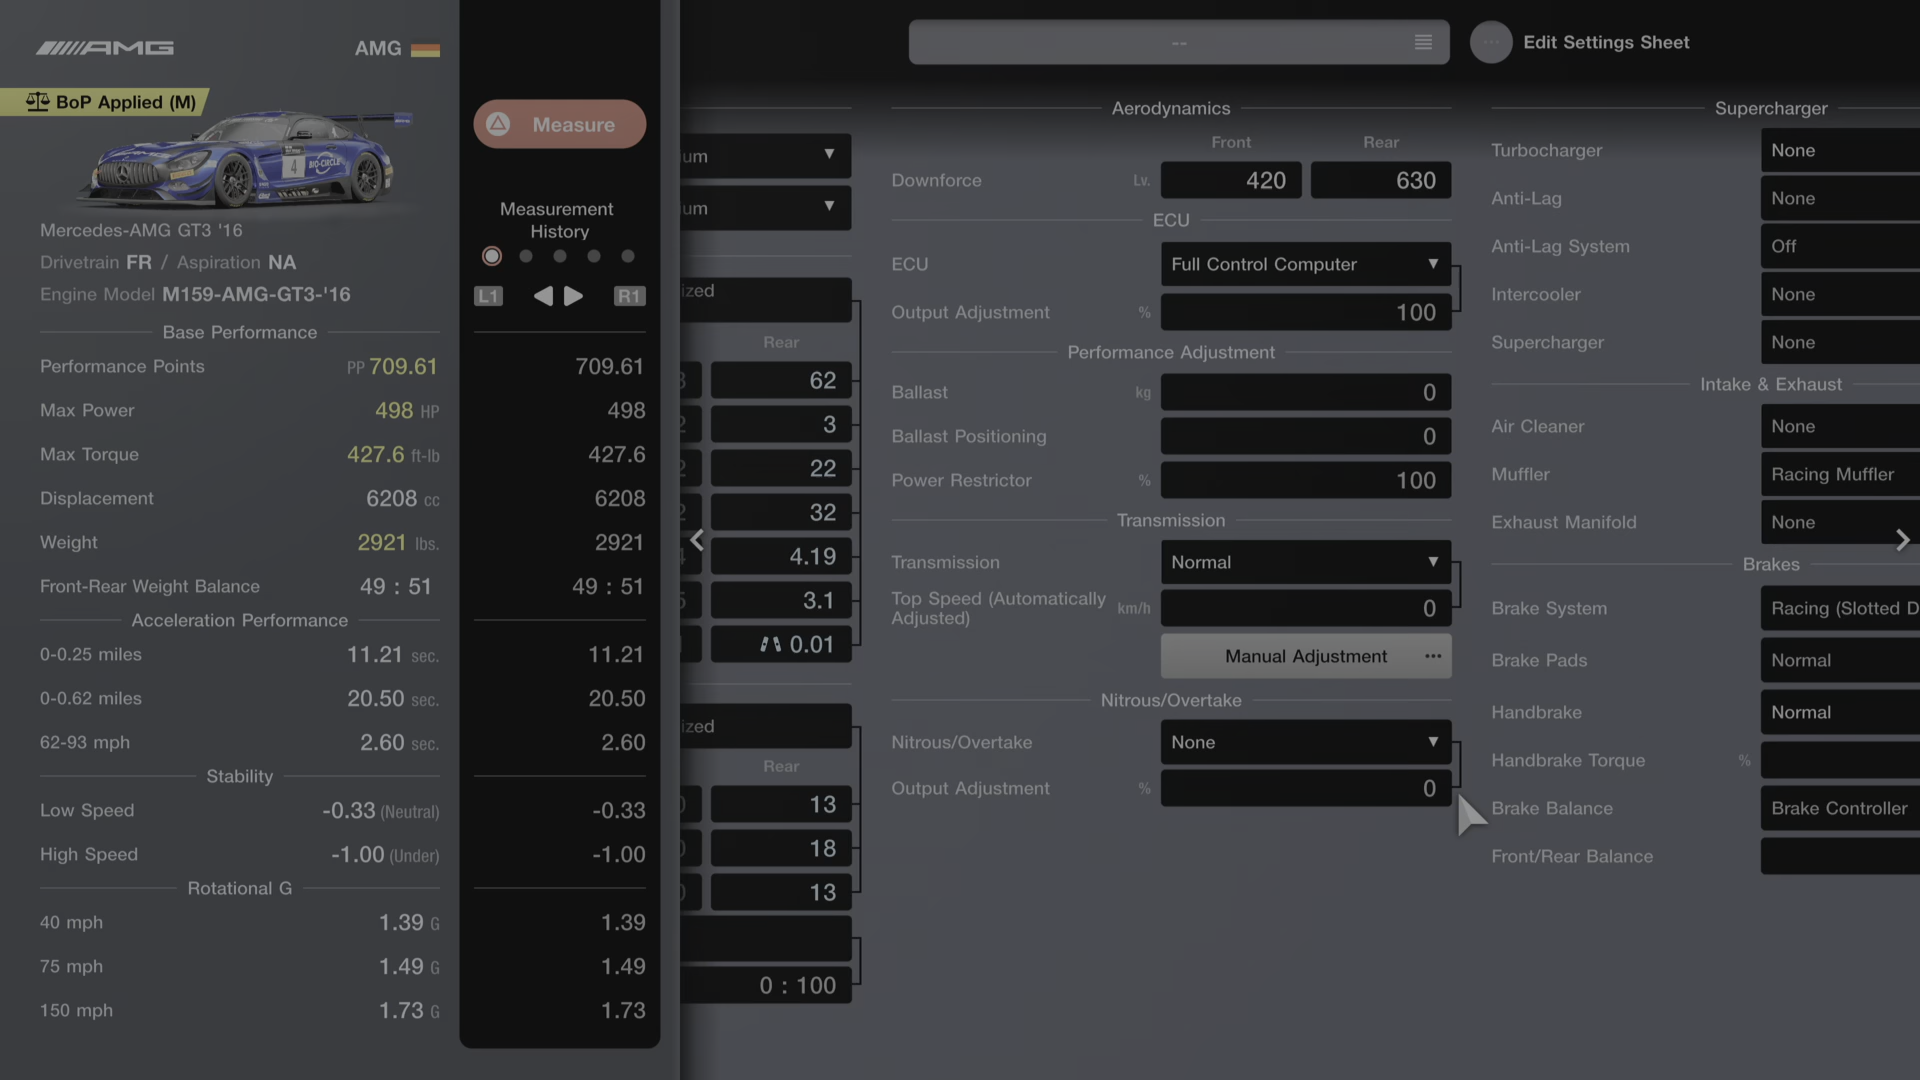 AMG
AMG
BoP Applied (M)
4
BIO-CIRCLE
Mercedes-AMG GT3 '16
Drivetrain FR / Aspiration NA
Engine Model M159-AMG-GT3-'16
Base Performance
Performance Points PP 709.61
Max Power 498 HP
Max Torque 427.6 ft-lb
Displacement 6208 cc
Weight 2921 lbs.
Front-Rear Weight Balance 49 : 51
Acceleration Performance
0-0.25 miles 11.21 sec.
0-0.62 miles 20.50 sec.
62-93 mph 2.60 sec.
Stability
Low Speed -0.33 (Neutral)
High Speed -1.00 (Under)
Rotational G
40 mph 1.39 G
75 mph 1.49 G
150 mph 1.73 G
Measure
Measurement
History
L1 R1
709.61
498
427.6
6208
2921
49 : 51
11.21
20.50
2.60
-0.33
-1.00
1.39
1.49
1.73
ium
ium
ized
Rear
62
3
22
32
4.19
3.1
0.01
ized
Rear
13
18
13
0 : 100
--
Edit Settings Sheet
Aerodynamics
Front Rear
Downforce Lv. 420 630
ECU
ECU Full Control Computer
Output Adjustment % 100
Performance Adjustment
Ballast kg 0
Ballast Positioning 0
Power Restrictor % 100
Transmission
Transmission Normal
Top Speed (Automatically
Adjusted) km/h 0
Manual Adjustment
Nitrous/Overtake
Nitrous/Overtake None
Output Adjustment % 0
Supercharger
Turbocharger None
Anti-Lag None
Anti-Lag System Off
Intercooler None
Supercharger None
Intake & Exhaust
Air Cleaner None
Muffler Racing Muffler
Exhaust Manifold None
Brakes
Brake System Racing (Slotted D
Brake Pads Normal
Handbrake Normal
Handbrake Torque %
Brake Balance Brake Controller
Front/Rear Balance